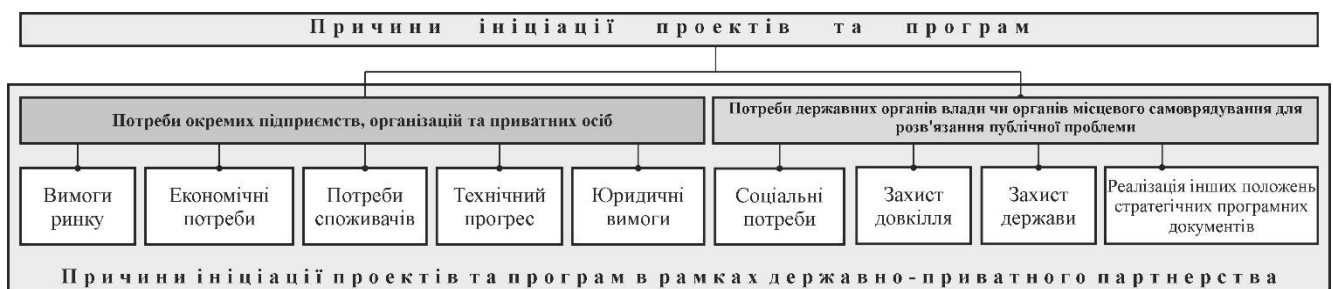 Причини ініціації проектів та програм
Потреби окремих підприємств, організацій та приватних осіб
Потреби державних органів влади чи органів місцевого самоврядування для
розв'язання публічної проблеми
Вимоги
ринку
Економічні
потреби
Потреби
споживачів
Технічний
прогрес
Юридичні
вимоги
Соціальні
потреби
Захист
довкілля
Захист
держави
Реалізація інших положень
стратегічних програмних
документів
Причини ініціації проектів та програм в рамках державно-приватного партнерства